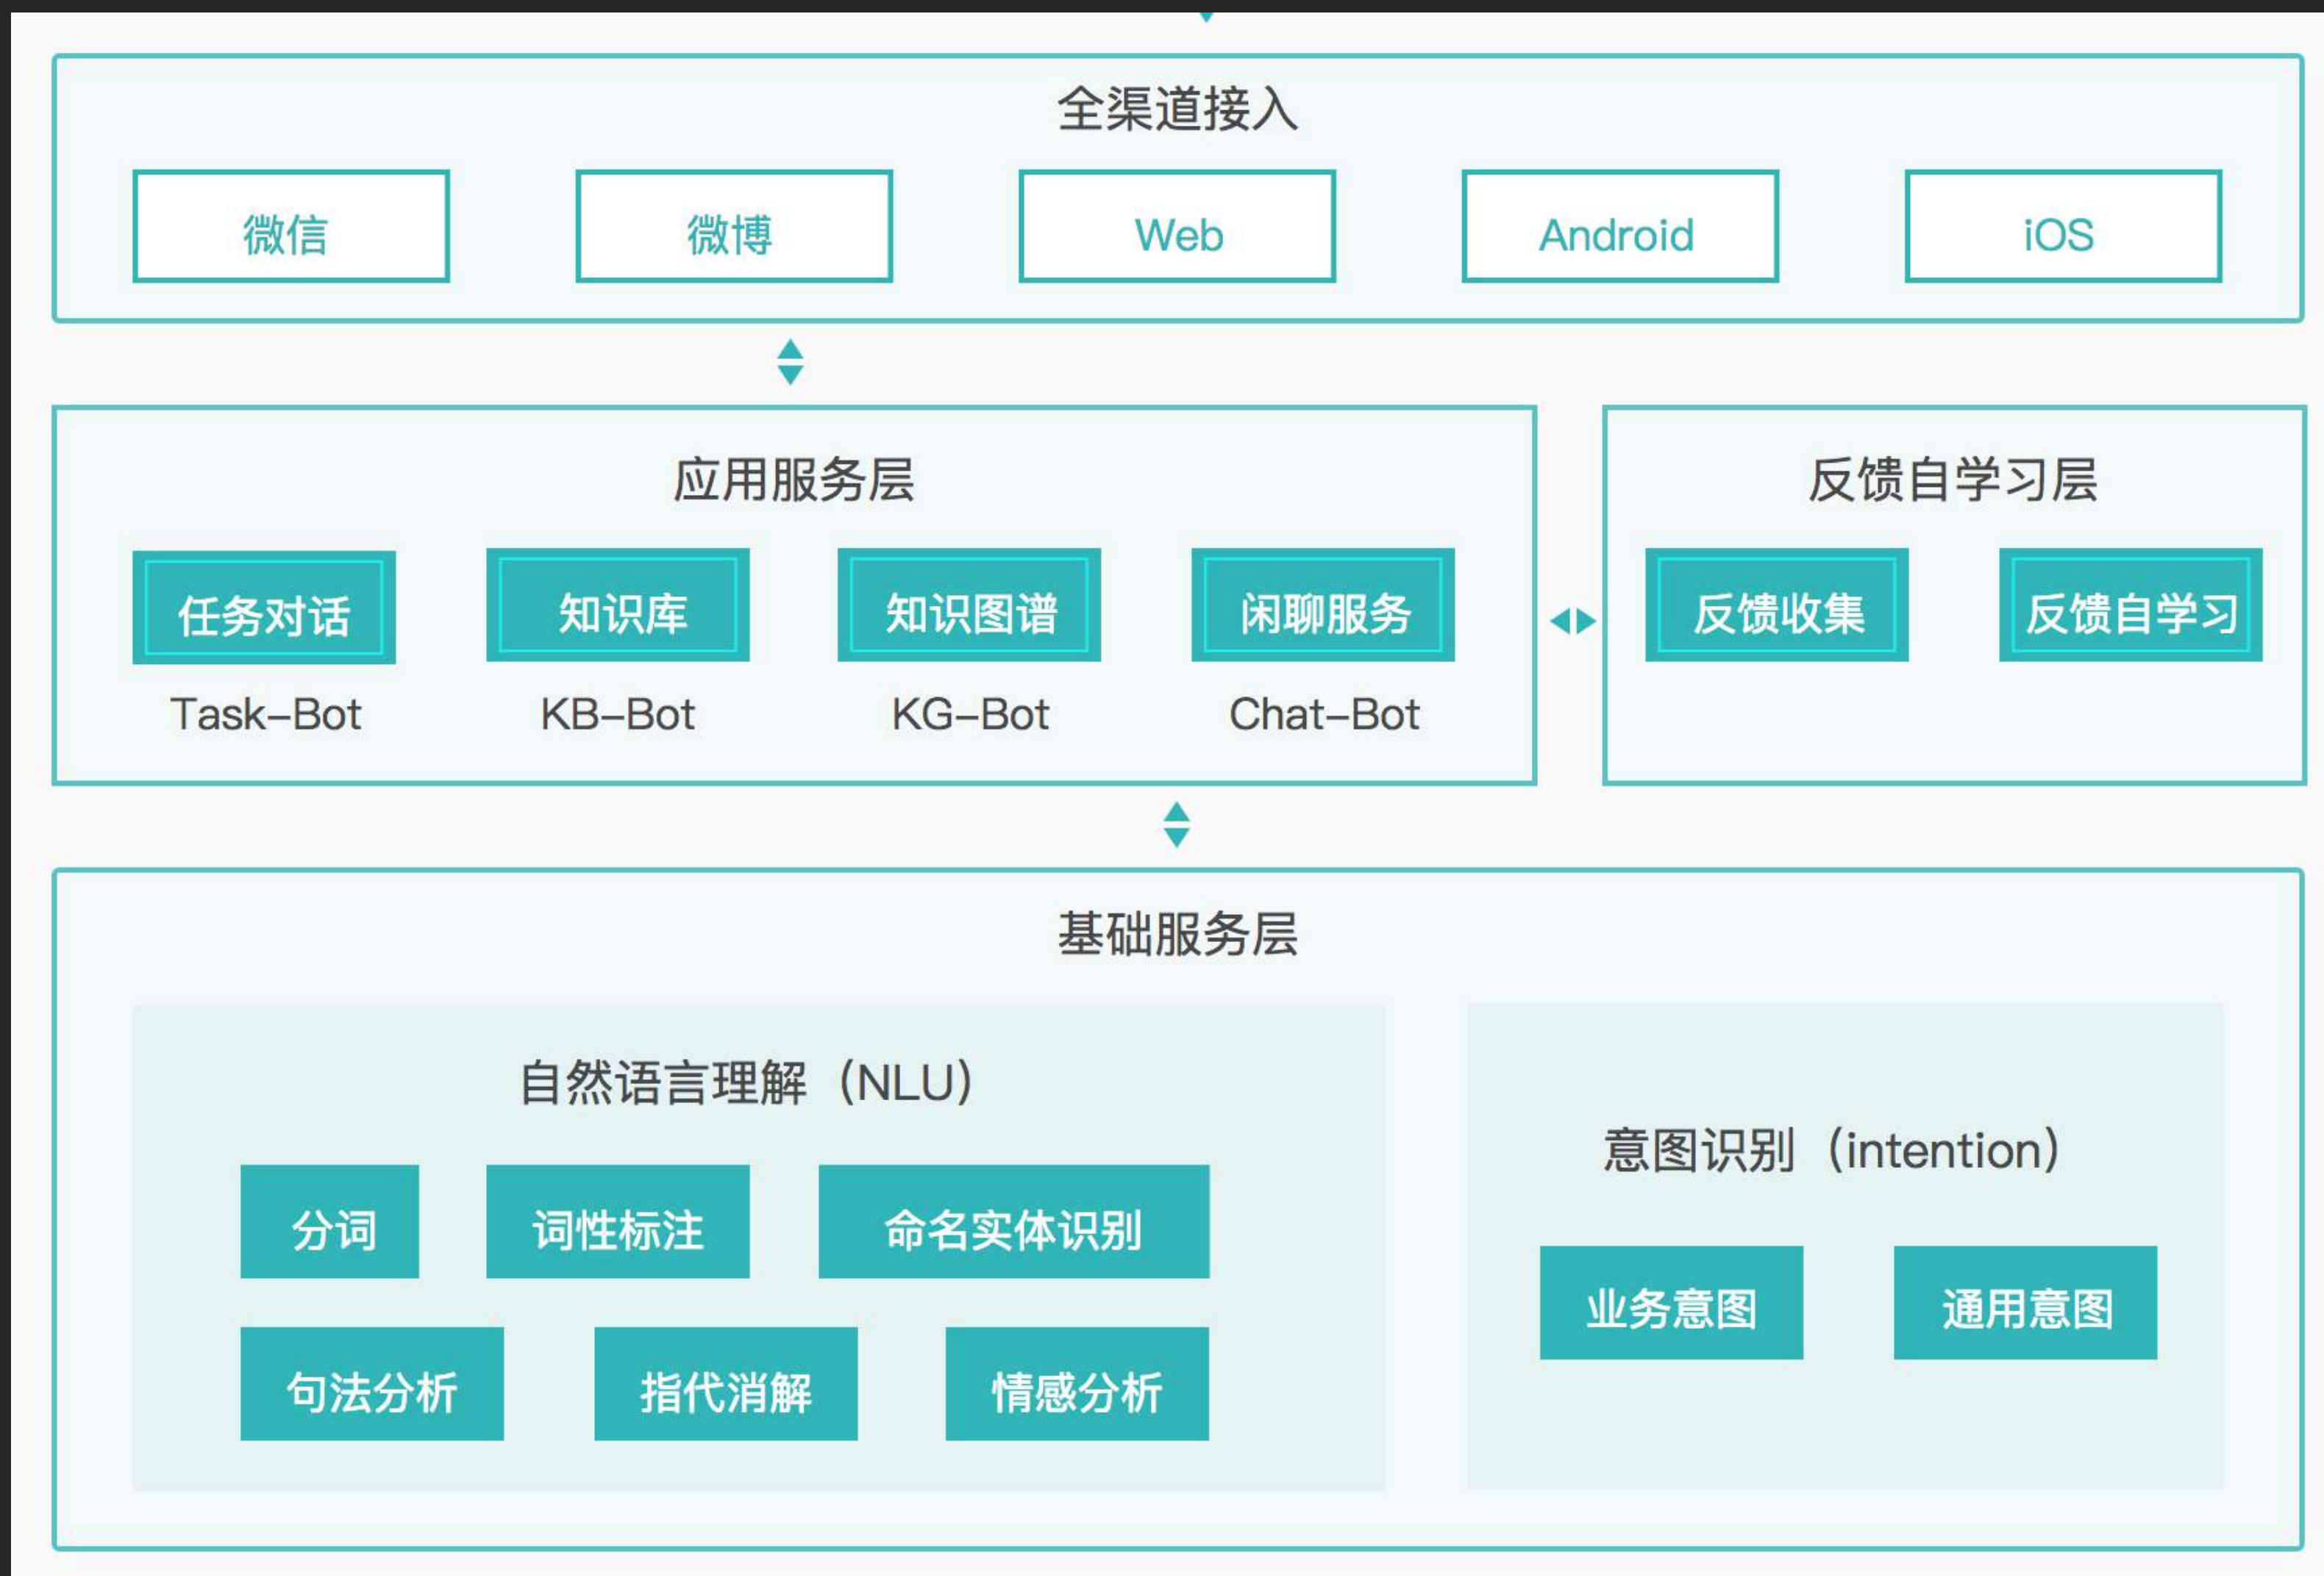 全渠道接入
微信
微博
Web
Android
iOS
应用服务层
任务对话
知识库
知识图谱
闲聊服务
Task-Bot
KB-Bot
KG-Bot
Chat-Bot
反馈自学习层
反馈收集
反馈自学习
基础服务层
自然语言理解（NLU）
分词
词性标注
命名实体识别
句法分析
指代消解
情感分析
意图识别（intention）
业务意图
通用意图